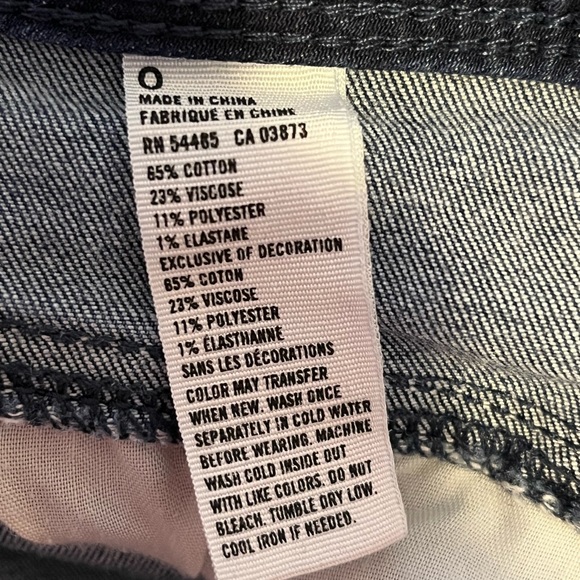 0
MADE IN CHINA
FABRIQUÉ EN CHINE
RN 54485 CA 03873
65% COTTON
23% VISCOSE
11% POLYESTER
1% ELASTANE
EXCLUSIVE OF DECORATION
65% COTON
23% VISCOSE
11% POLYESTER
1% ÉLASTHANNE
SANS LES DÉCORATIONS
COLOR MAY TRANSFER
WHEN NEW. WASH ONCE
SEPARATELY IN COLD WATER
BEFORE WEARING. MACHINE
WASH COLD INSIDE OUT
WITH LIKE COLORS. DO NOT
BLEACH. TUMBLE DRY LOW.
COOL IRON IF NEEDED.